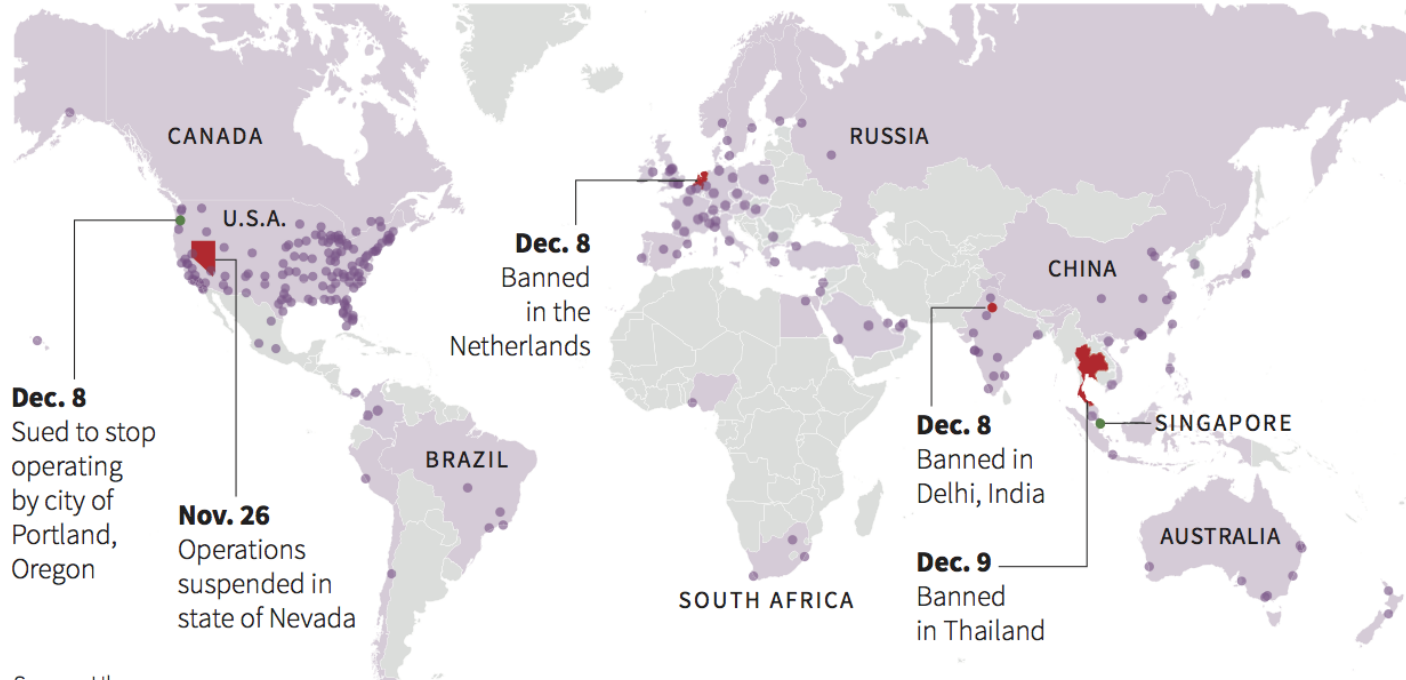 CANADA
U.S.A.
RUSSIA
CHINA
Dec. 8
Banned
in the
Netherlands
Dec. 8
Sued to stop
operating
by city of
Portland,
Oregon
Nov. 26
Operations
suspended in
state of Nevada
BRAZIL
SOUTH AFRICA
Dec. 8
Banned in
Delhi, India
SINGAPORE
AUSTRALIA
Dec. 9
Banned
in Thailand